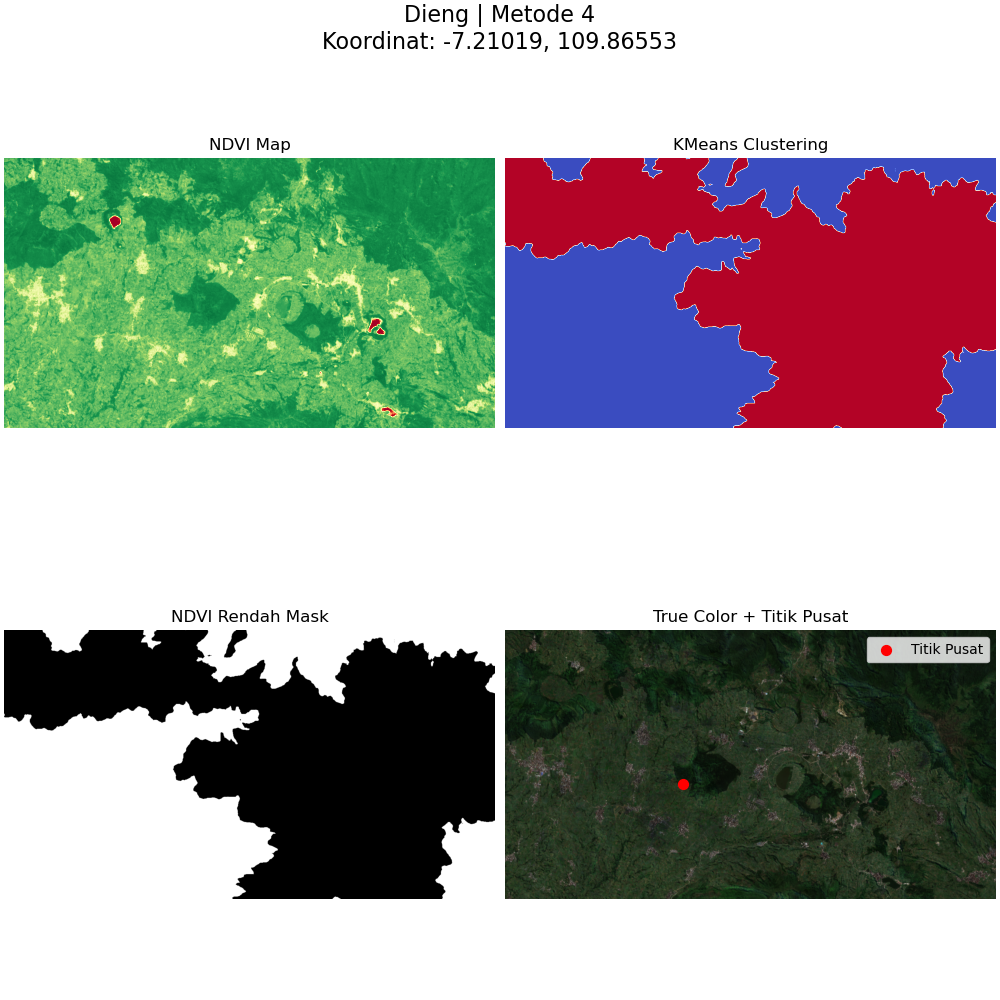 Dieng | Metode 4
Koordinat: -7.21019, 109.86553
NDVI Map
KMeans Clustering
NDVI Rendah Mask
True Color + Titik Pusat
Titik Pusat